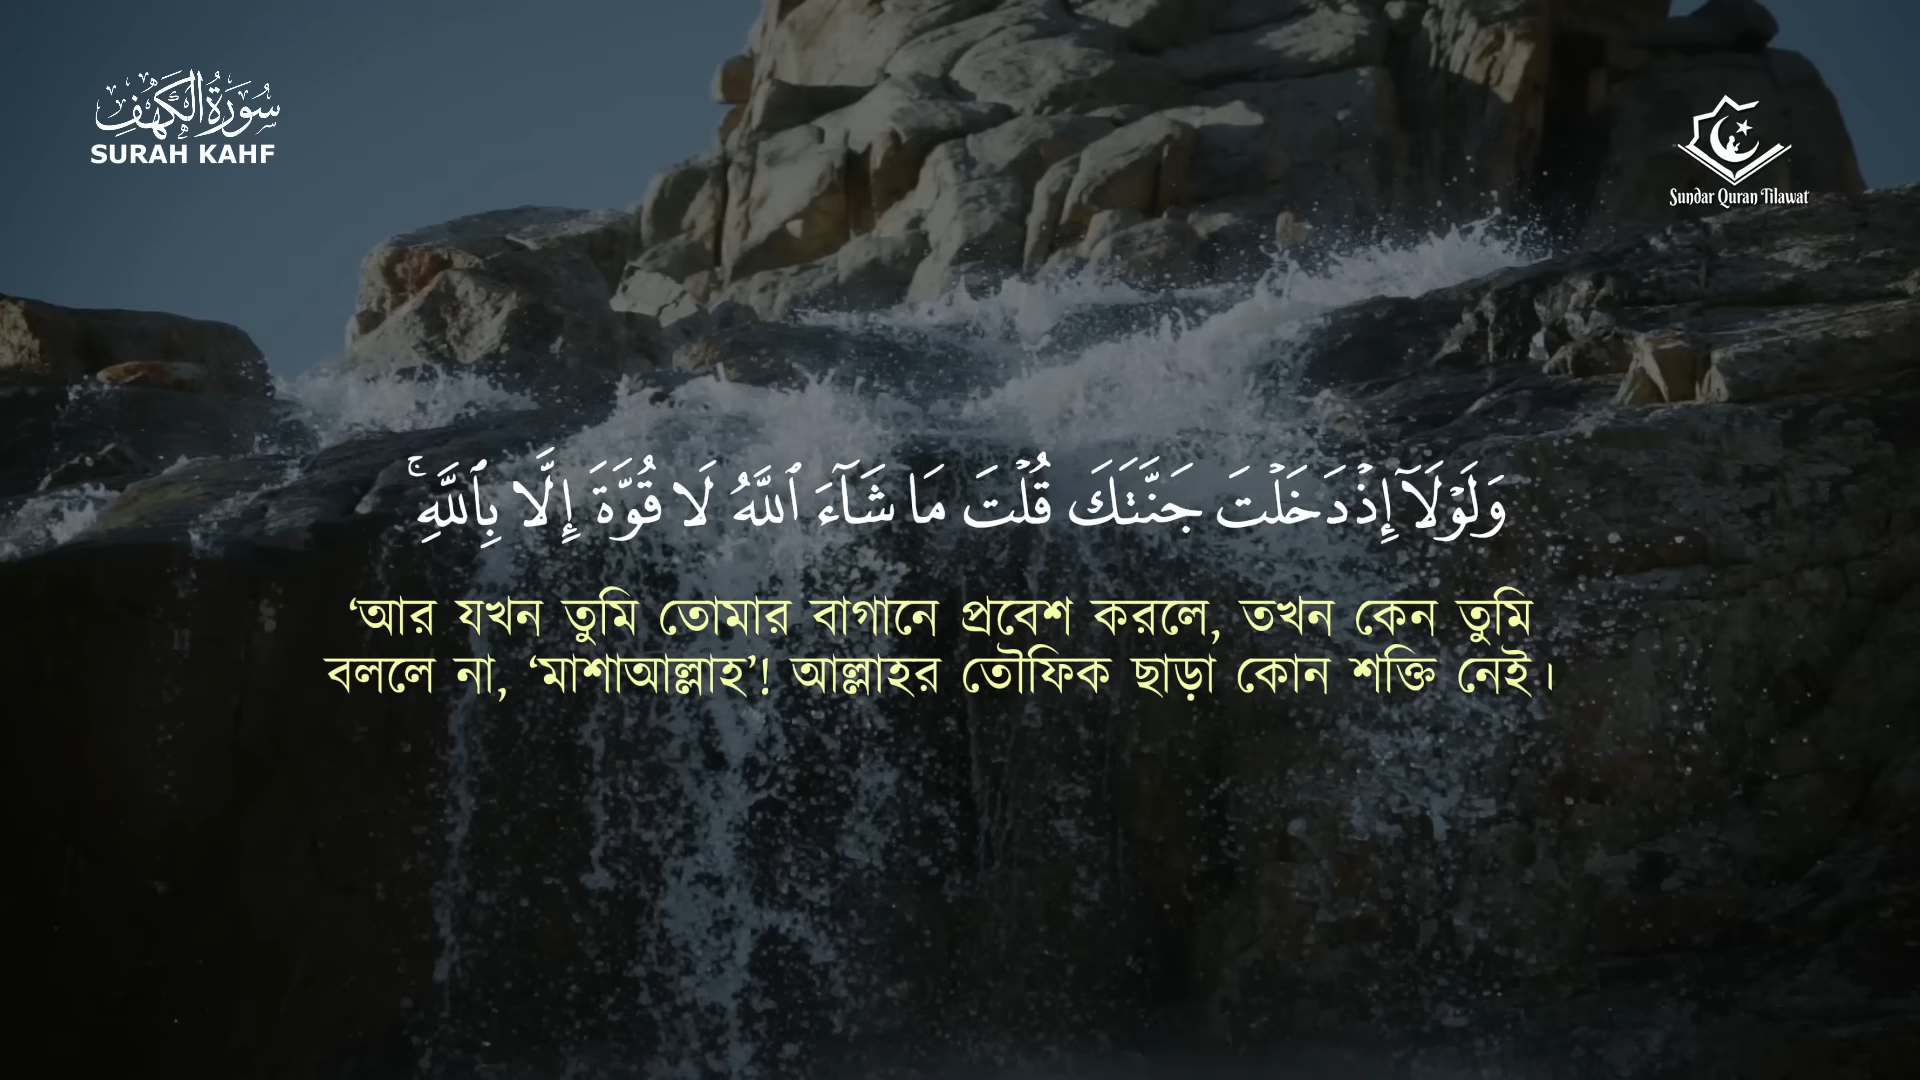 سُورَةُ الْكَهْفِ
SURAH KAHF
Sundar Quran Tilawat
وَلَوْلَآ إِذْ دَخَلْتَ جَنَّتَكَ قُلْتَ مَا شَآءَ ٱللَّهُ لَا قُوَّةَ إِلَّا بِٱللَّهِ ۚ
‘আর যখন তুমি তোমার বাগানে প্রবেশ করলে, তখন কেন তুমি
বললে না, ‘মাশাআল্লাহ’! আল্লাহর তৌফিক ছাড়া কোন শক্তি নেই।